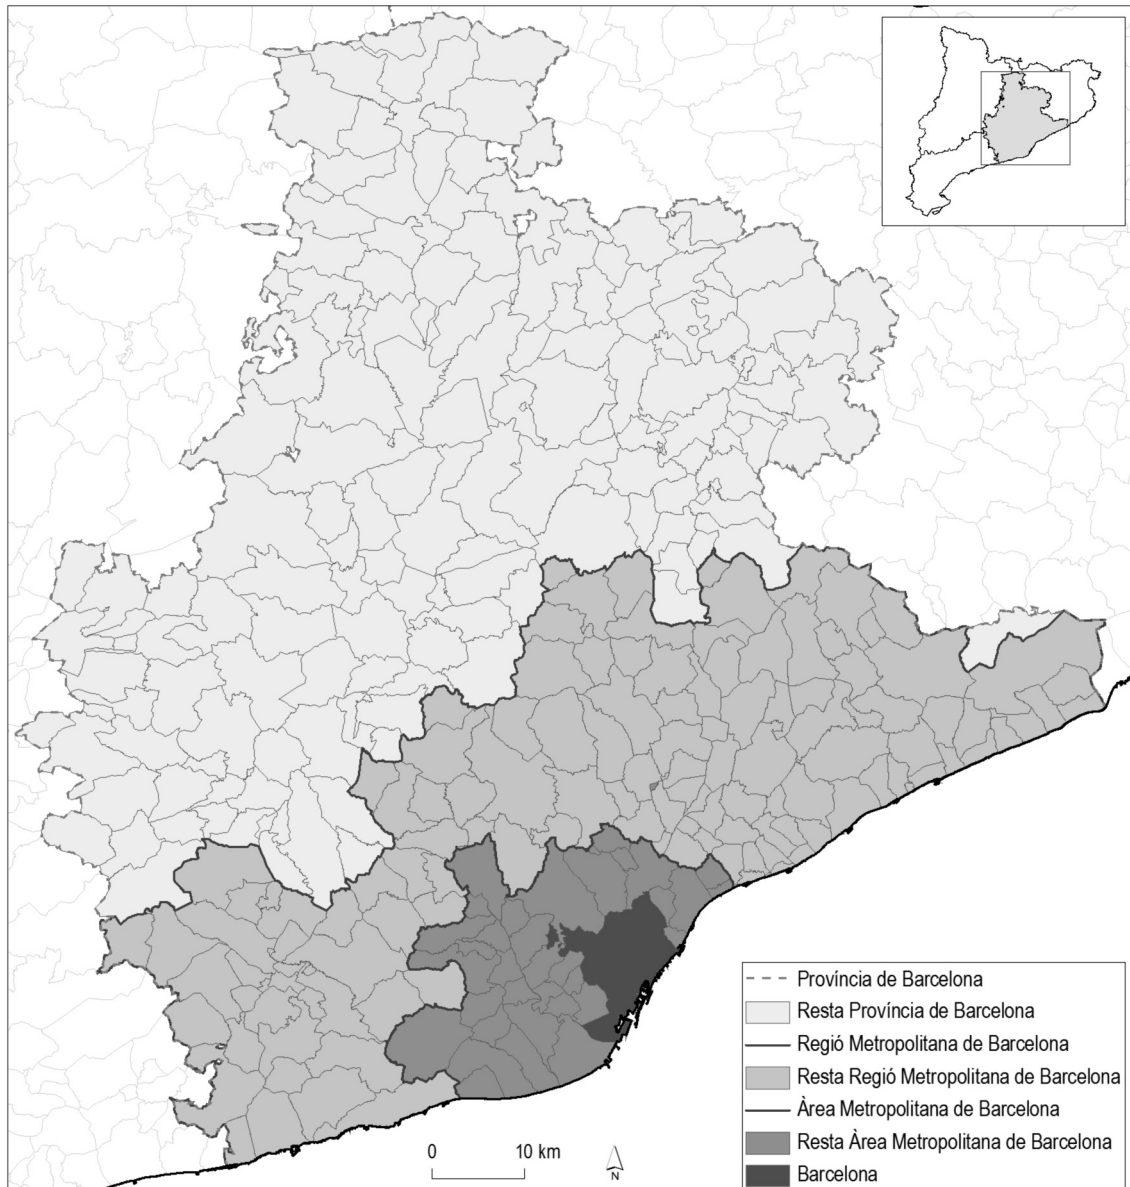 Província de Barcelona
Resta Província de Barcelona
Regió Metropolitana de Barcelona
Resta Regió Metropolitana de Barcelona
Àrea Metropolitana de Barcelona
Resta Àrea Metropolitana de Barcelona
Barcelona
0 10 km
N